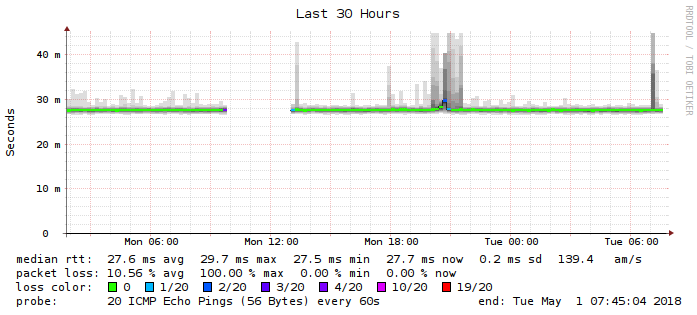 Last 30 Hours
RRDTOOL / TOBI OETIKER
Seconds
40 m
30 m
20 m
10 m
0
Mon 06:00 Mon 12:00 Mon 18:00 Tue 00:00 Tue 06:00
median rtt: 27.6 ms avg 29.7 ms max 27.5 ms min 27.7 ms now 0.2 ms sd 139.4 am/s
packet loss: 10.56 % avg 100.00 % max 0.00 % min 0.00 % now
loss color: 0 1/20 2/20 3/20 4/20 10/20 19/20
probe: 20 ICMP Echo Pings (56 Bytes) every 60s end: Tue May 1 07:45:04 2018